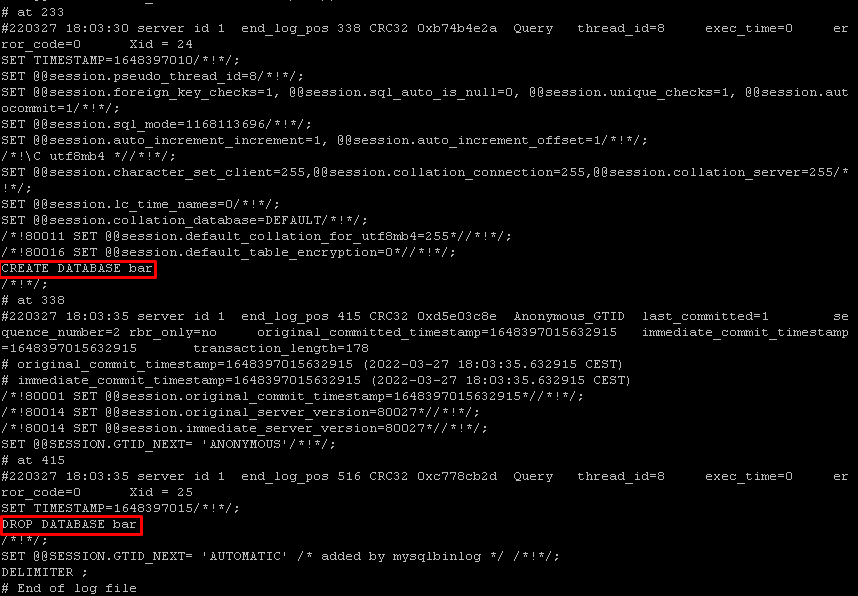 # at 233
#220327 18:03:30 server id 1  end_log_pos 338 CRC32 0xb74b4e2a  Query   thread_id=8     exec_time=0     er
ror_code=0      Xid = 24
SET TIMESTAMP=1648397010/*!*/;
SET @@session.pseudo_thread_id=8/*!*/;
SET @@session.foreign_key_checks=1, @@session.sql_auto_is_null=0, @@session.unique_checks=1, @@session.aut
ocommit=1/*!*/;
SET @@session.sql_mode=1168113696/*!*/;
SET @@session.auto_increment_increment=1, @@session.auto_increment_offset=1/*!*/;
/*!\C utf8mb4 *//*!*/;
SET @@session.character_set_client=255,@@session.collation_connection=255,@@session.collation_server=255/*
!*/;
SET @@session.lc_time_names=0/*!*/;
SET @@session.collation_database=DEFAULT/*!*/;
/*!80011 SET @@session.default_collation_for_utf8mb4=255*//*!*/;
/*!80016 SET @@session.default_table_encryption=0*//*!*/;
CREATE DATABASE bar
/*!*/;
# at 338
#220327 18:03:35 server id 1  end_log_pos 415 CRC32 0xd5e03c8e  Anonymous_GTID  last_committed=1        se
quence_number=2 rbr_only=no     original_committed_timestamp=1648397015632915   immediate_commit_timestamp
=1648397015632915       transaction_length=178
# original_commit_timestamp=1648397015632915 (2022-03-27 18:03:35.632915 CEST)
# immediate_commit_timestamp=1648397015632915 (2022-03-27 18:03:35.632915 CEST)
/*!80001 SET @@session.original_commit_timestamp=1648397015632915*//*!*/;
/*!80014 SET @@session.original_server_version=80027*//*!*/;
/*!80014 SET @@session.immediate_server_version=80027*//*!*/;
SET @@SESSION.GTID_NEXT= 'ANONYMOUS'/*!*/;
# at 415
#220327 18:03:35 server id 1  end_log_pos 516 CRC32 0xc778cb2d  Query   thread_id=8     exec_time=0     er
ror_code=0      Xid = 25
SET TIMESTAMP=1648397015/*!*/;
DROP DATABASE bar
/*!*/;
SET @@SESSION.GTID_NEXT= 'AUTOMATIC' /* added by mysqlbinlog */ /*!*/;
DELIMITER ;
# End of log file